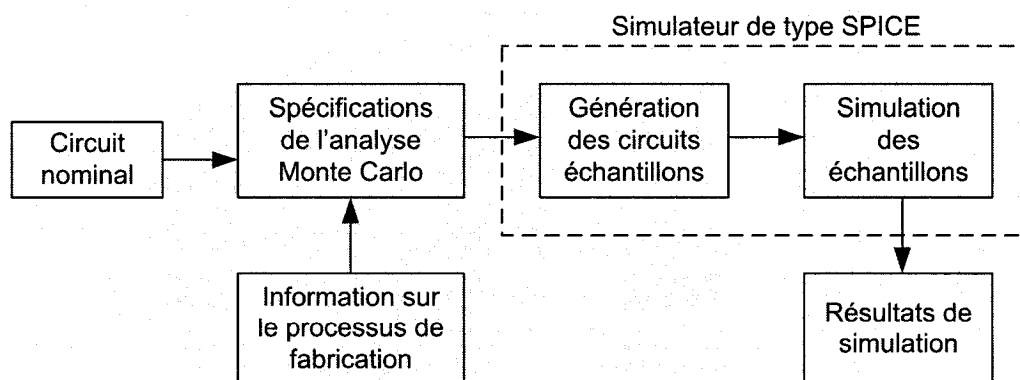 Simulateur de type SPICE
Circuit
nominal
Spécifications
de l'analyse
Monte Carlo
Génération
des circuits
échantillons
Simulation
des
échantillons
Information sur
le processus de
fabrication
Résultats de
simulation